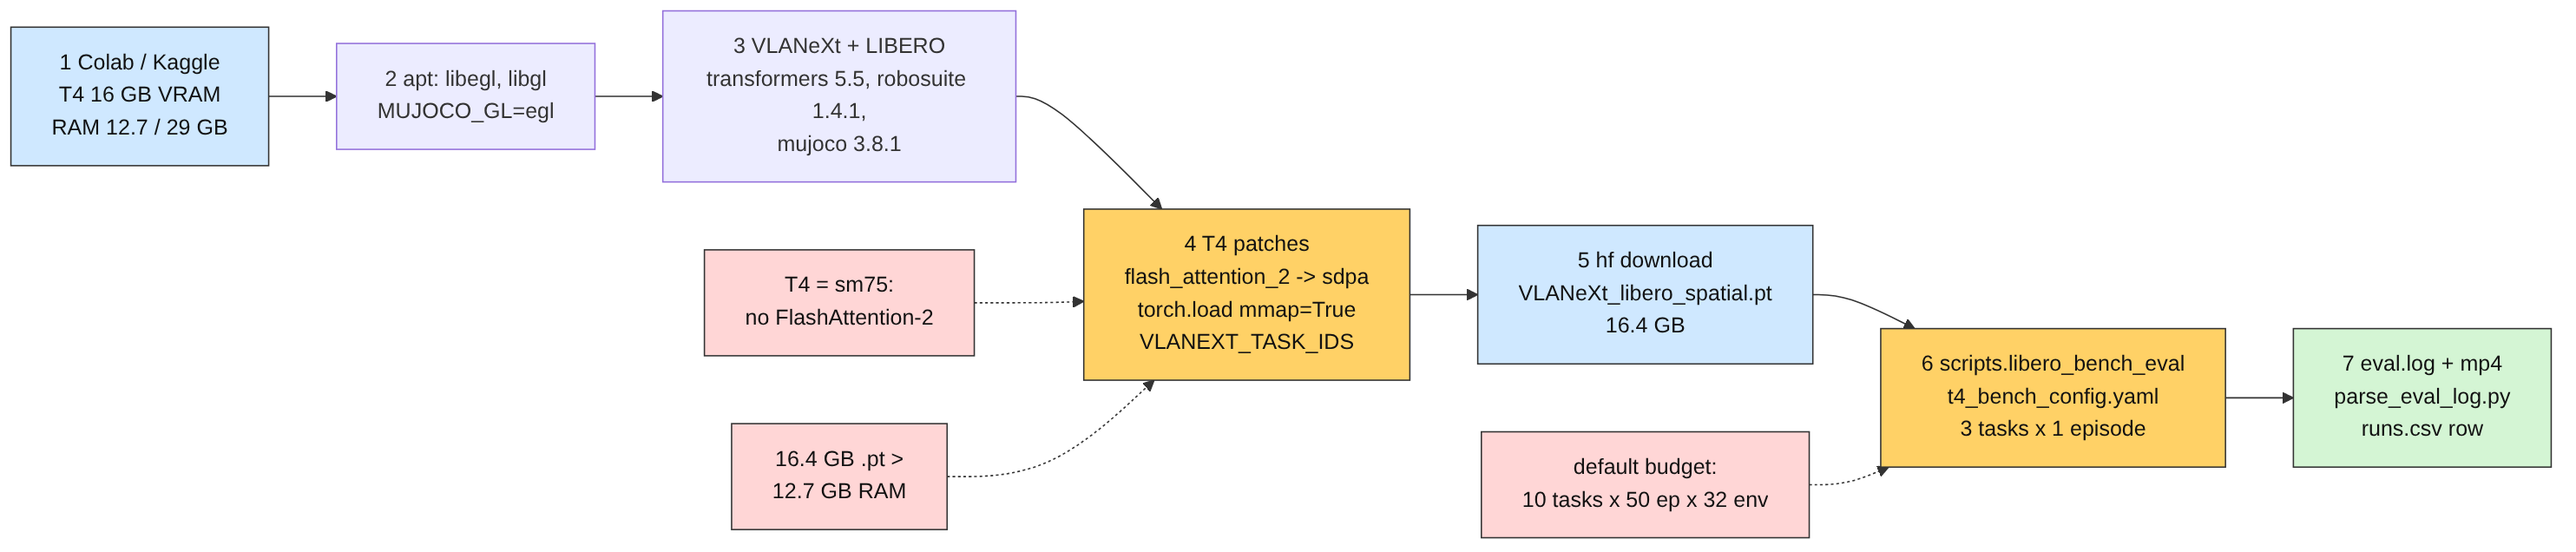 1 Colab / Kaggle
T4 16 GB VRAM
RAM 12.7 / 29 GB
2 apt: libegl, libgl
MUJOCO_GL=egl
3 VLANeXt + LIBERO
transformers 5.5, robosuite
1.4.1,
mujoco 3.8.1
T4 = sm75:
no FlashAttention-2
16.4 GB .pt >
12.7 GB RAM
4 T4 patches
flash_attention_2 -> sdpa
torch.load mmap=True
VLANEXT_TASK_IDS
5 hf download
VLANeXt_libero_spatial.pt
16.4 GB
default budget:
10 tasks x 50 ep x 32 env
6 scripts.libero_bench_eval
t4_bench_config.yaml
3 tasks x 1 episode
7 eval.log + mp4
parse_eval_log.py
runs.csv row